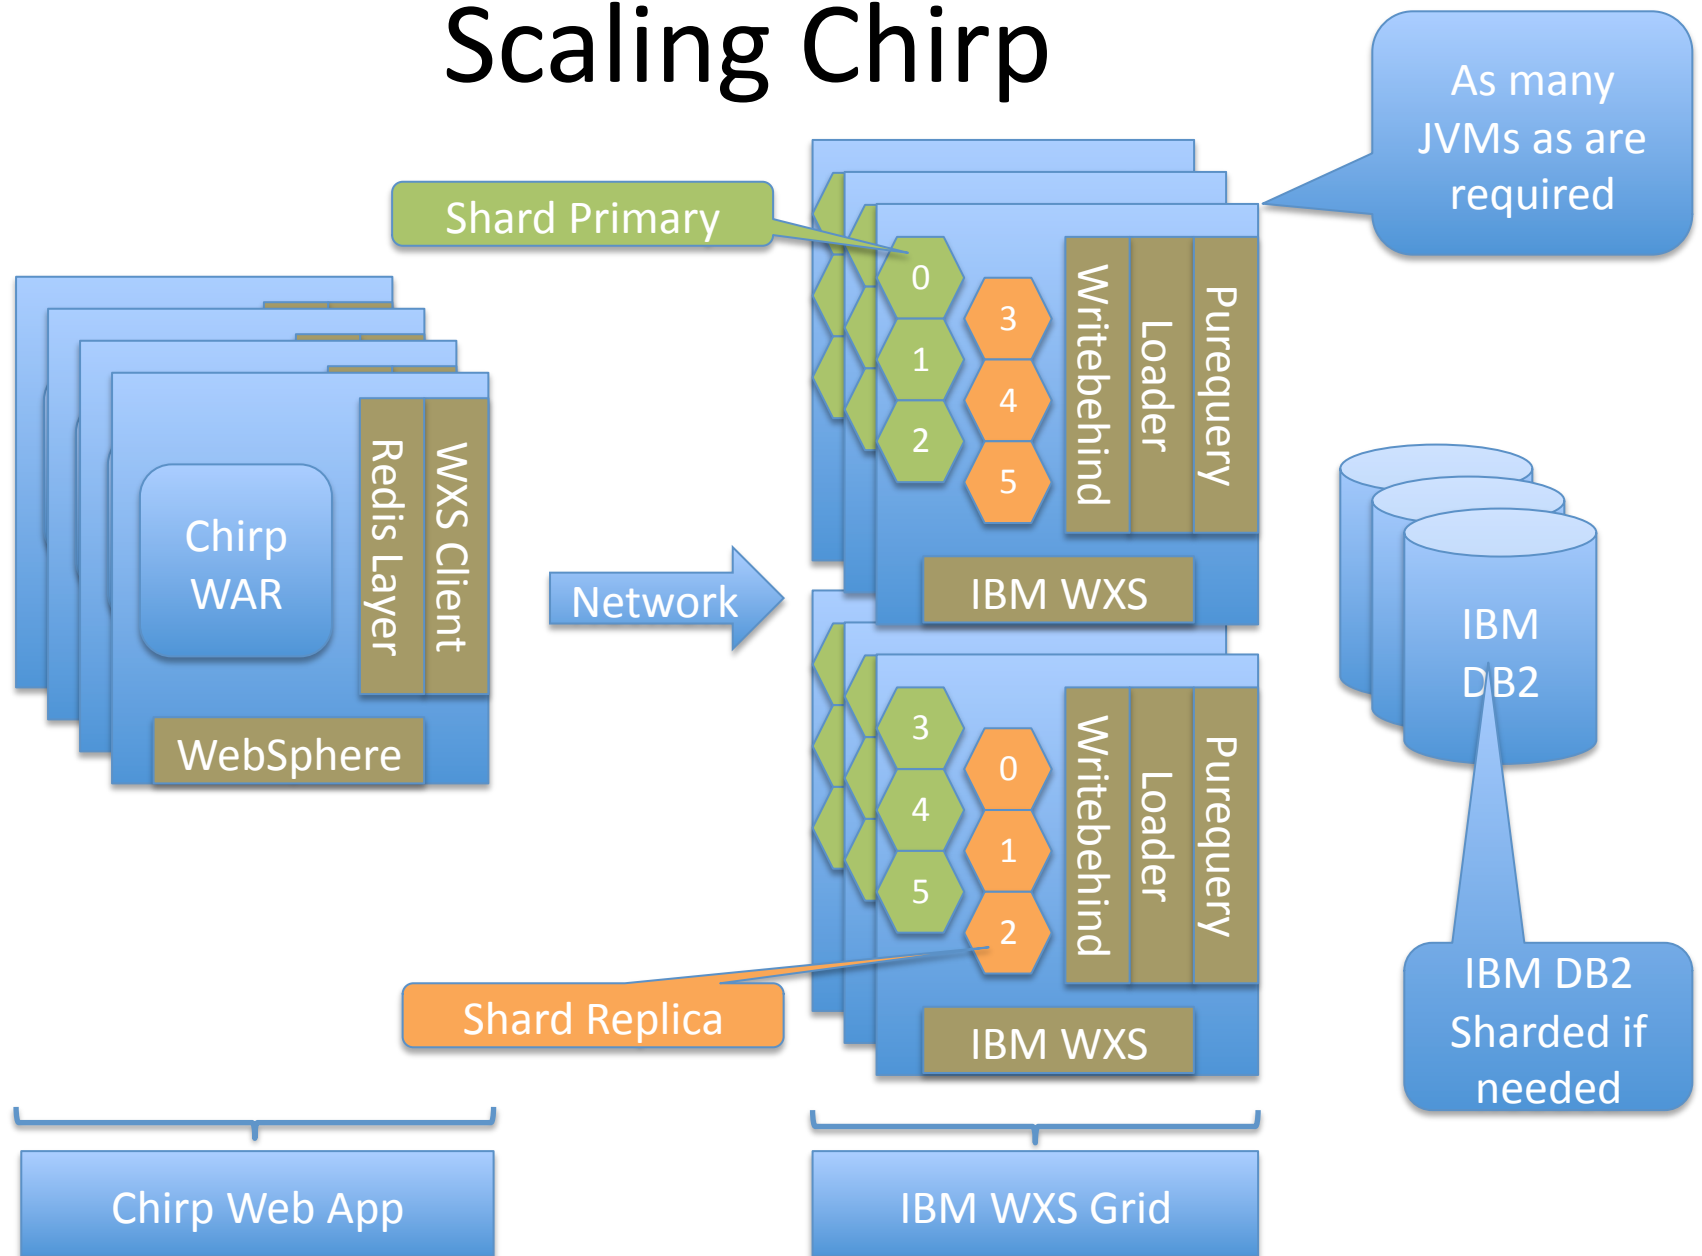 Scaling Chirp
As many
JVMs as are
required
Shard Primary
0
1
2
3
4
5
Writebehind
Loader
Purequery
IBM WXS
Chirp
WAR
Redis Layer
WXS Client
WebSphere
Network
3
4
5
0
1
2
Writebehind
Loader
Purequery
IBM WXS
Shard Replica
IBM
DB2
IBM DB2
Sharded if
needed
Chirp Web App
IBM WXS Grid